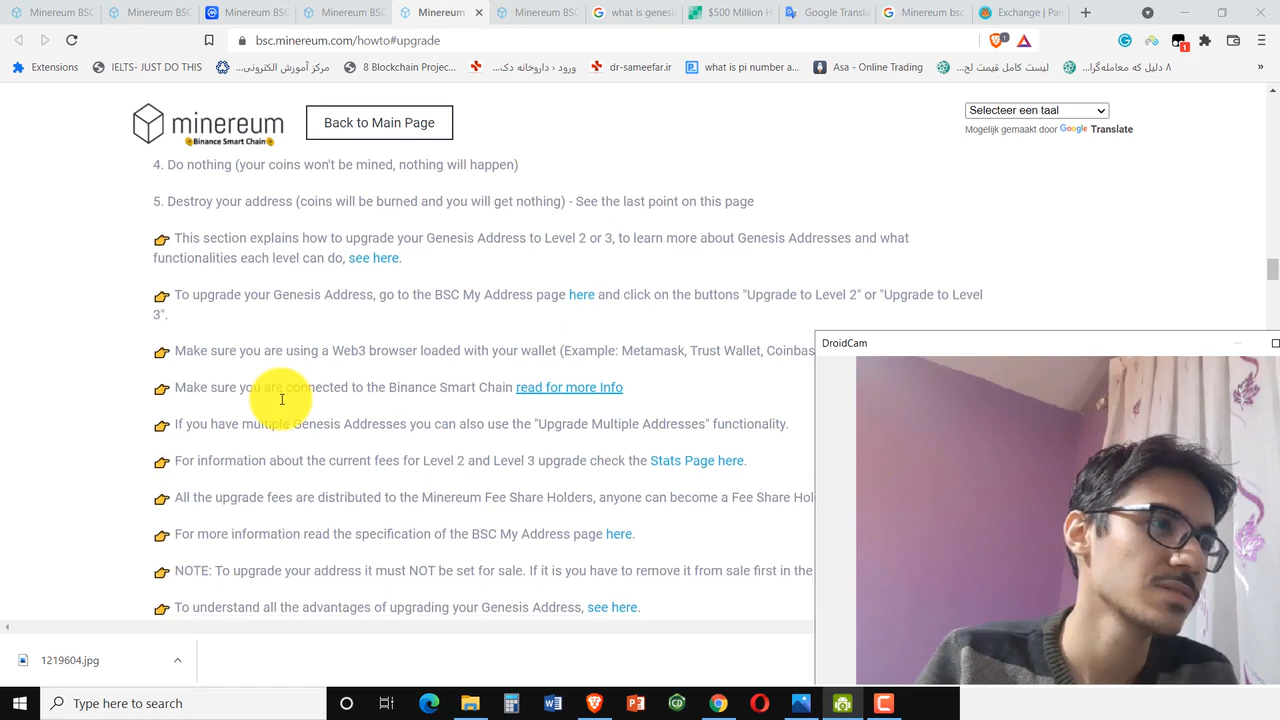 Minereum BSC
Minereum BSC
Minereum BSC
Minereum BSC
Minereum
Minereum BSC
what is genesis
$500 Million H
Google Transla
Minereum bsc
Exchange | Pan
bsc.minereum.com/howto#upgrade
1
1
Extensions
IELTS- JUST DO THIS
مرکز آموزش الکترونی...
8 Blockchain Projec...
ورود ‹ داروخانه دک...
dr-sameefar.ir
what is pi number a...
Asa - Online Trading
لیست کامل قیمت لح...
۸ دلیل که معامله‌گرا...
»
minereum
Binance Smart Chain
Back to Main Page
Selecteer een taal
Mogelijk gemaakt door Google Translate
4. Do nothing (your coins won't be mined, nothing will happen)
5. Destroy your address (coins will be burned and you will get nothing) - See the last point on this page
This section explains how to upgrade your Genesis Address to Level 2 or 3, to learn more about Genesis Addresses and what
functionalities each level can do, see here.
To upgrade your Genesis Address, go to the BSC My Address page here and click on the buttons "Upgrade to Level 2" or "Upgrade to Level
3".
Make sure you are using a Web3 browser loaded with your wallet (Example: Metamask, Trust Wallet, Coinbas
Make sure you are connected to the Binance Smart Chain read for more Info
If you have multiple Genesis Addresses you can also use the "Upgrade Multiple Addresses" functionality.
For information about the current fees for Level 2 and Level 3 upgrade check the Stats Page here.
All the upgrade fees are distributed to the Minereum Fee Share Holders, anyone can become a Fee Share Hol
For more information read the specification of the BSC My Address page here.
NOTE: To upgrade your address it must NOT be set for sale. If it is you have to remove it from sale first in the
To understand all the advantages of upgrading your Genesis Address, see here.
DroidCam
1219604.jpg
Type here to search